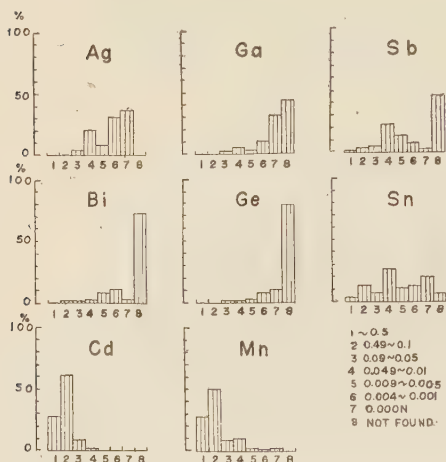 %
100
50
0
Ag
1 2 3 4 5 6 7 8
Ga
1 2 3 4 5 6 7 8
Sb
1 2 3 4 5 6 7 8
%
100
50
0
Bi
1 2 3 4 5 6 7 8
Ge
1 2 3 4 5 6 7 8
Sn
1 2 3 4 5 6 7 8
100
50
0
Cd
1 2 3 4 5 6 7 8
Mn
1 2 3 4 5 6 7 8
1 ~0.5
2 0.49~0.1
3 0.09~0.05
4 0.049~0.01
5 0.009~0.005
6 0.004~0.001
7 0.000N
8 NOT FOUND.